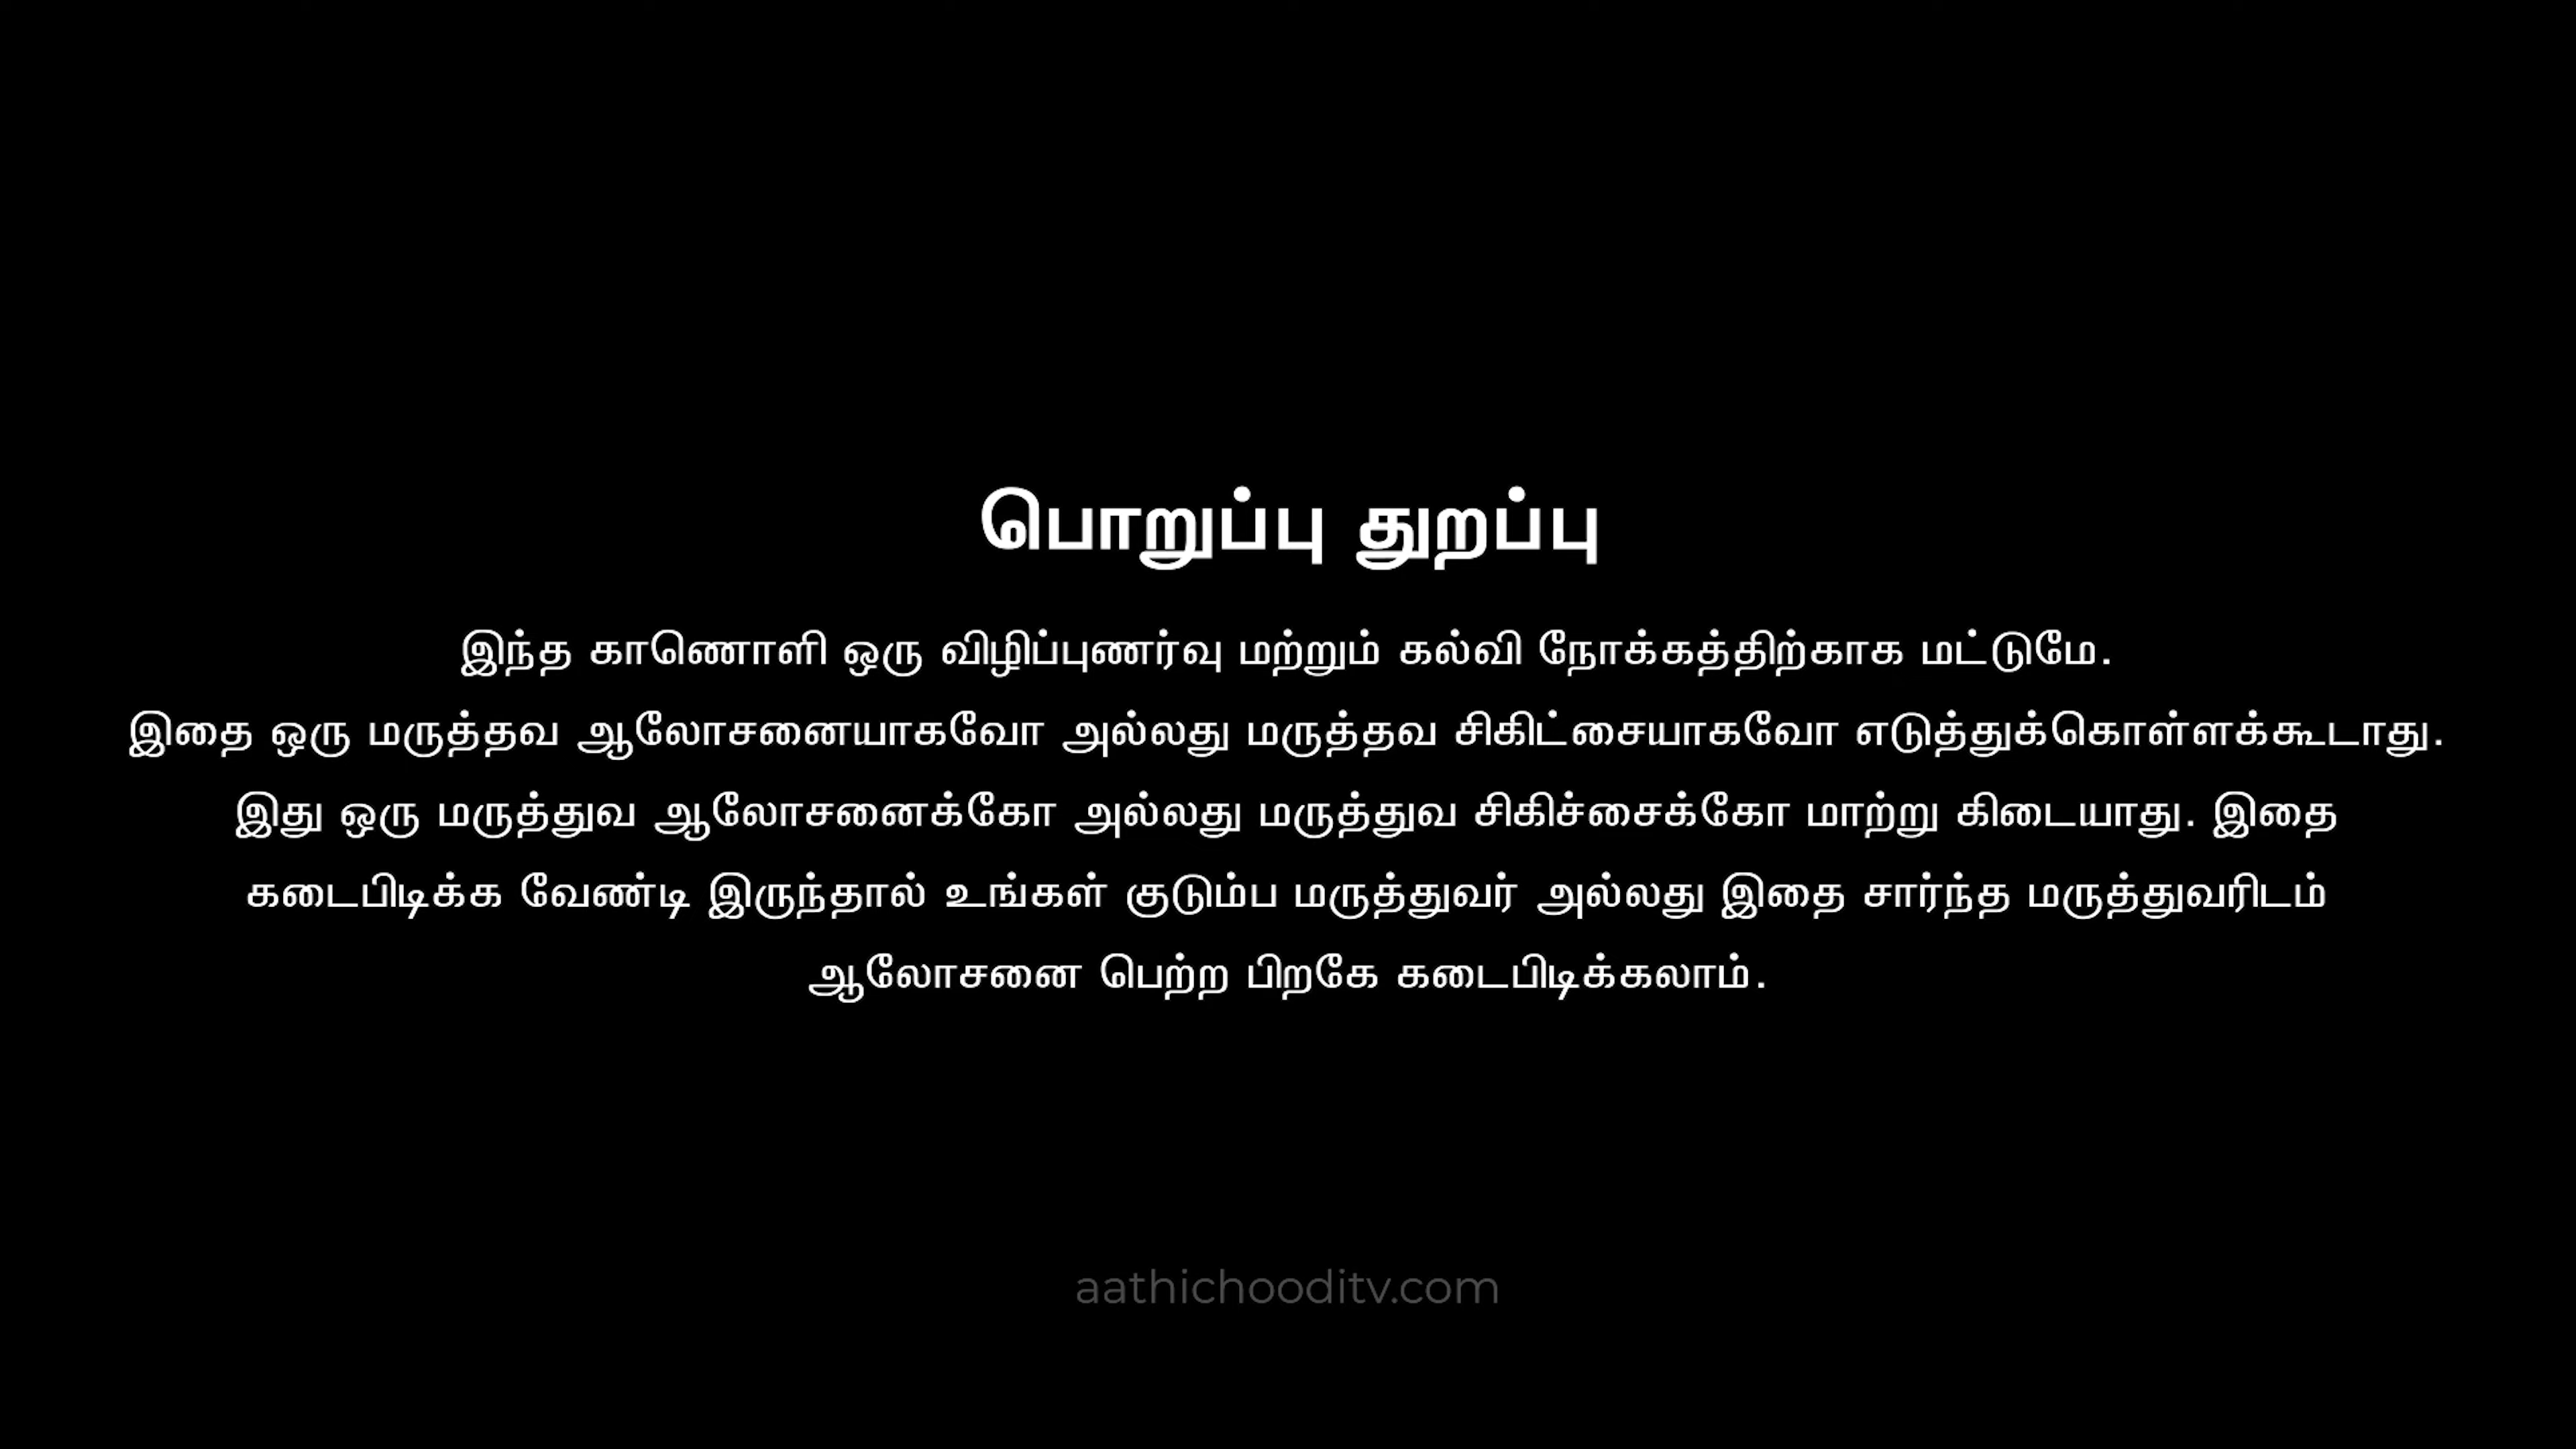 பொறுப்பு துறப்பு
இந்த காணொளி ஒரு விழிப்புணர்வு மற்றும் கல்வி நோக்கத்திற்காக மட்டுமே.
இதை ஒரு மருத்தவ ஆலோசனையாகவோ அல்லது மருத்தவ சிகிட்சையாகவோ எடுத்துக்கொள்ளக்கூடாது.
இது ஒரு மருத்துவ ஆலோசனைக்கோ அல்லது மருத்துவ சிகிச்சைக்கோ மாற்று கிடையாது. இதை
கடைபிடிக்க வேண்டி இருந்தால் உங்கள் குடும்ப மருத்துவர் அல்லது இதை சார்ந்த மருத்துவரிடம்
ஆலோசனை பெற்ற பிறகே கடைபிடிக்கலாம்.
aathichooditv.com